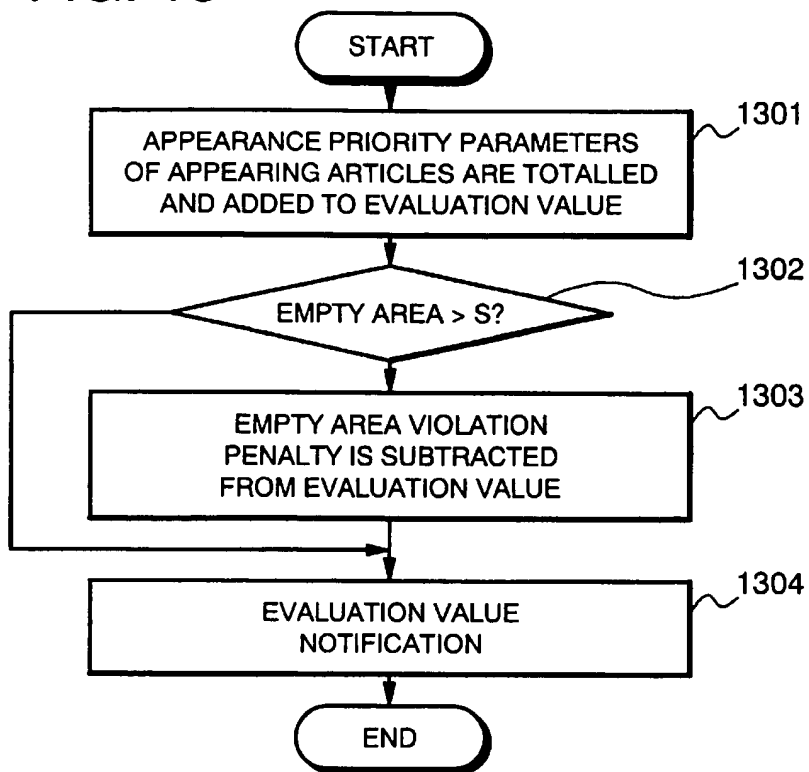 START
1301
APPEARANCE PRIORITY PARAMETERS
OF APPEARING ARTICLES ARE TOTALLED
AND ADDED TO EVALUATION VALUE
1302
EMPTY AREA > S?
1303
EMPTY AREA VIOLATION
PENALTY IS SUBTRACTED
FROM EVALUATION VALUE
1304
EVALUATION VALUE
NOTIFICATION
END